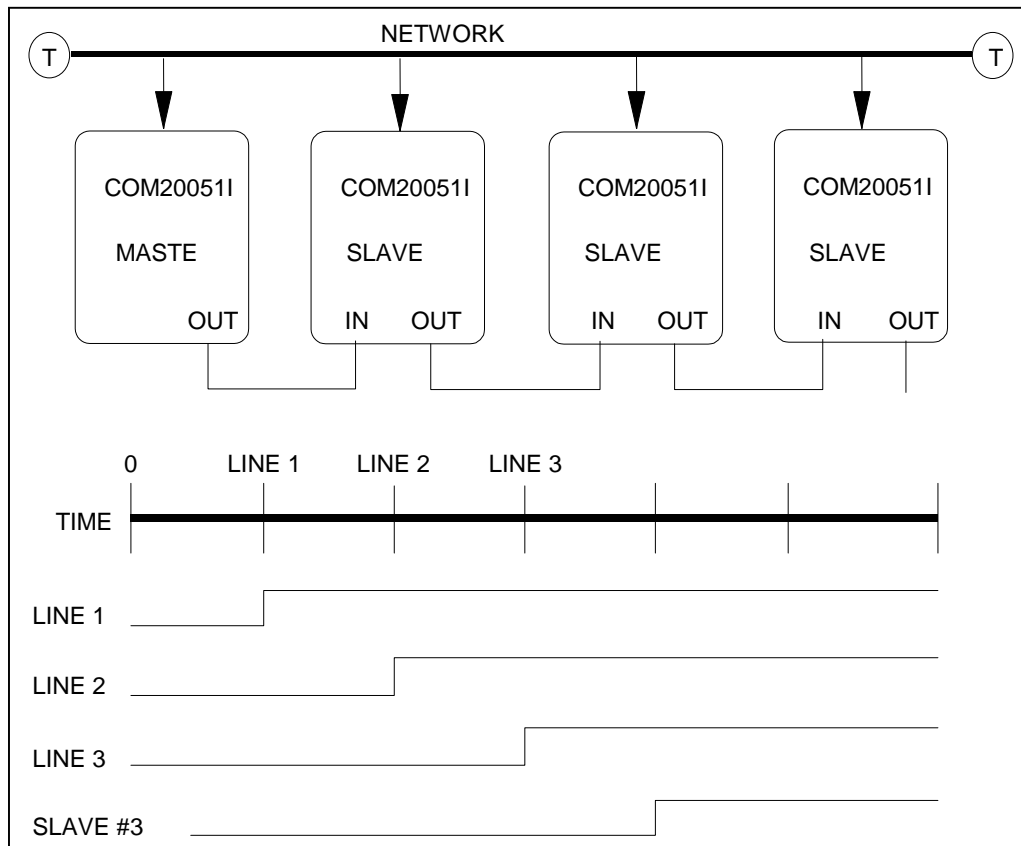 NETWORK
T T
COM20051I COM20051I COM20051I COM20051I
MASTE SLAVE SLAVE SLAVE
OUT IN OUT IN OUT IN OUT
0 LINE 1 LINE 2 LINE 3
TIME
LINE 1
LINE 2
LINE 3
SLAVE #3